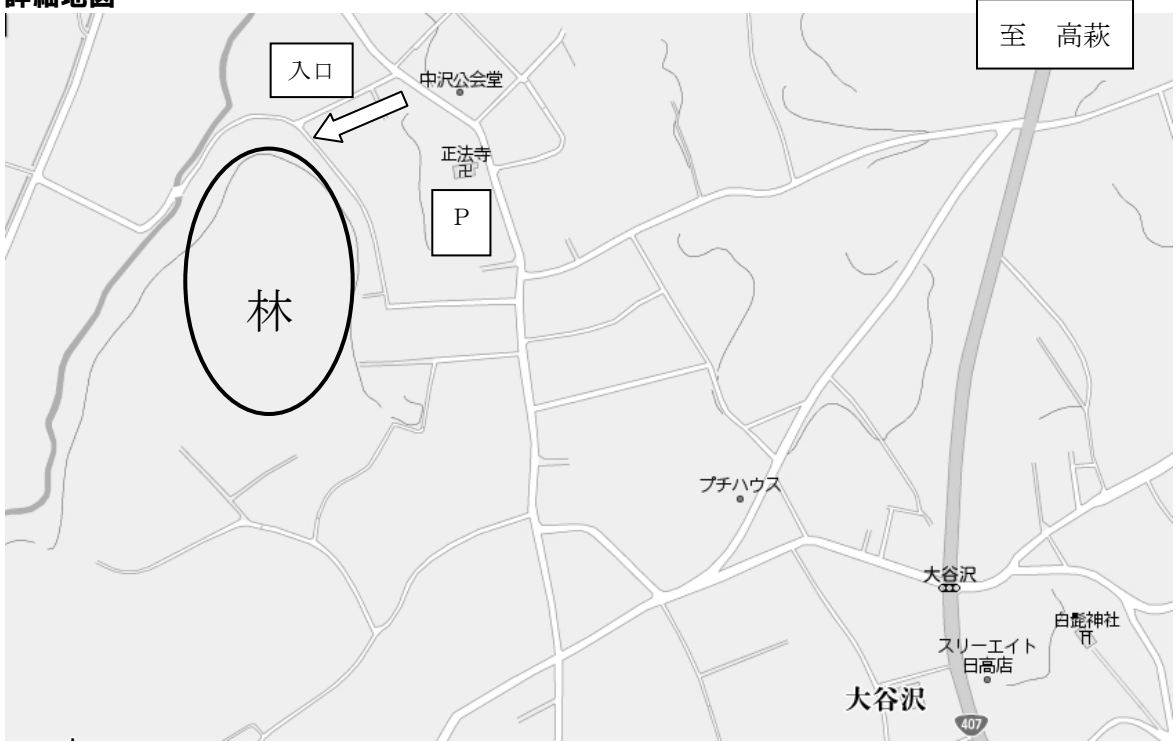 詳細地図
至 高萩
入口
中沢公会堂
正法寺
卍
P
林
プチハウス
大谷沢
白髭神社
スリーエイト
日高店
大谷沢
407